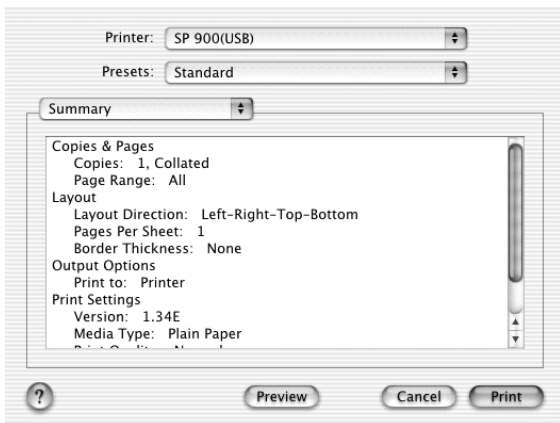 Printer: SP 900(USB)
Presets: Standard
Summary
Copies & Pages
Copies: 1, Collated
Page Range: All
Layout
Layout Direction: Left-Right-Top-Bottom
Pages Per Sheet: 1
Border Thickness: None
Output Options
Print to: Printer
Print Settings
Version: 1.34E
Media Type: Plain Paper
?
Preview
Cancel
Print